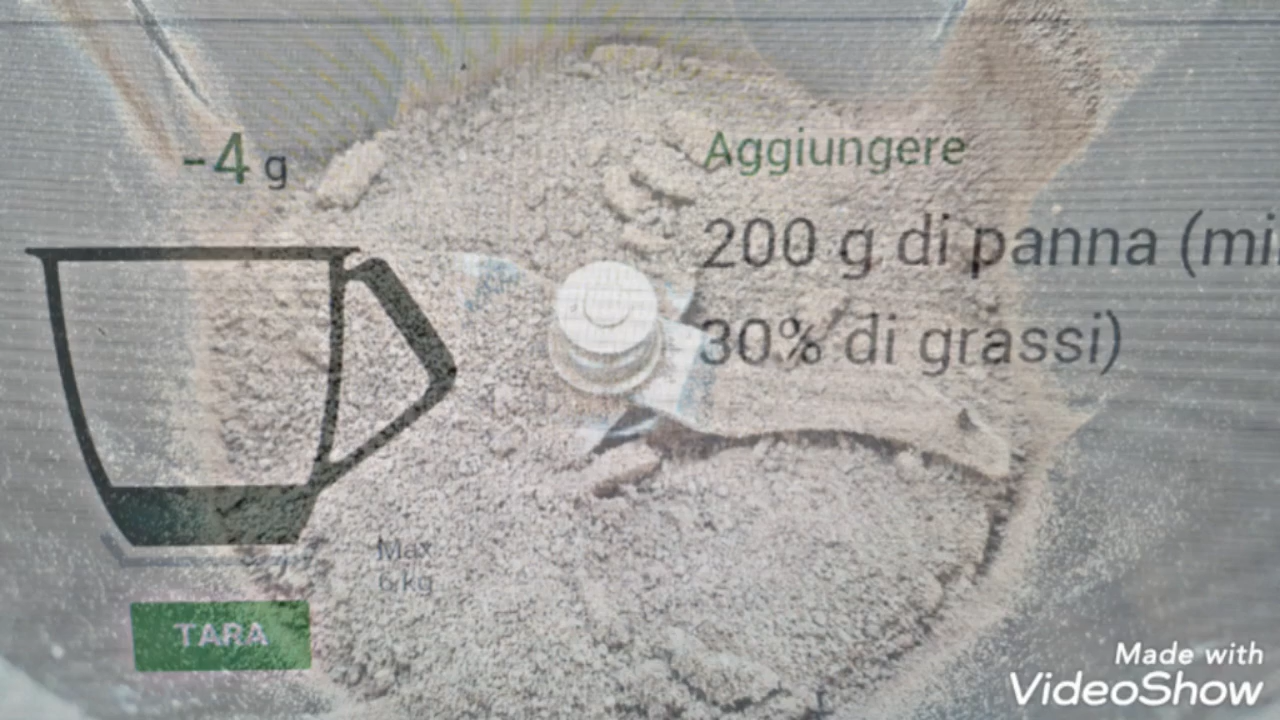 -4 g
Aggiungere
200 g di panna (mi
30% di grassi)
Max
6 kg
TARA
Made with
VideoShow